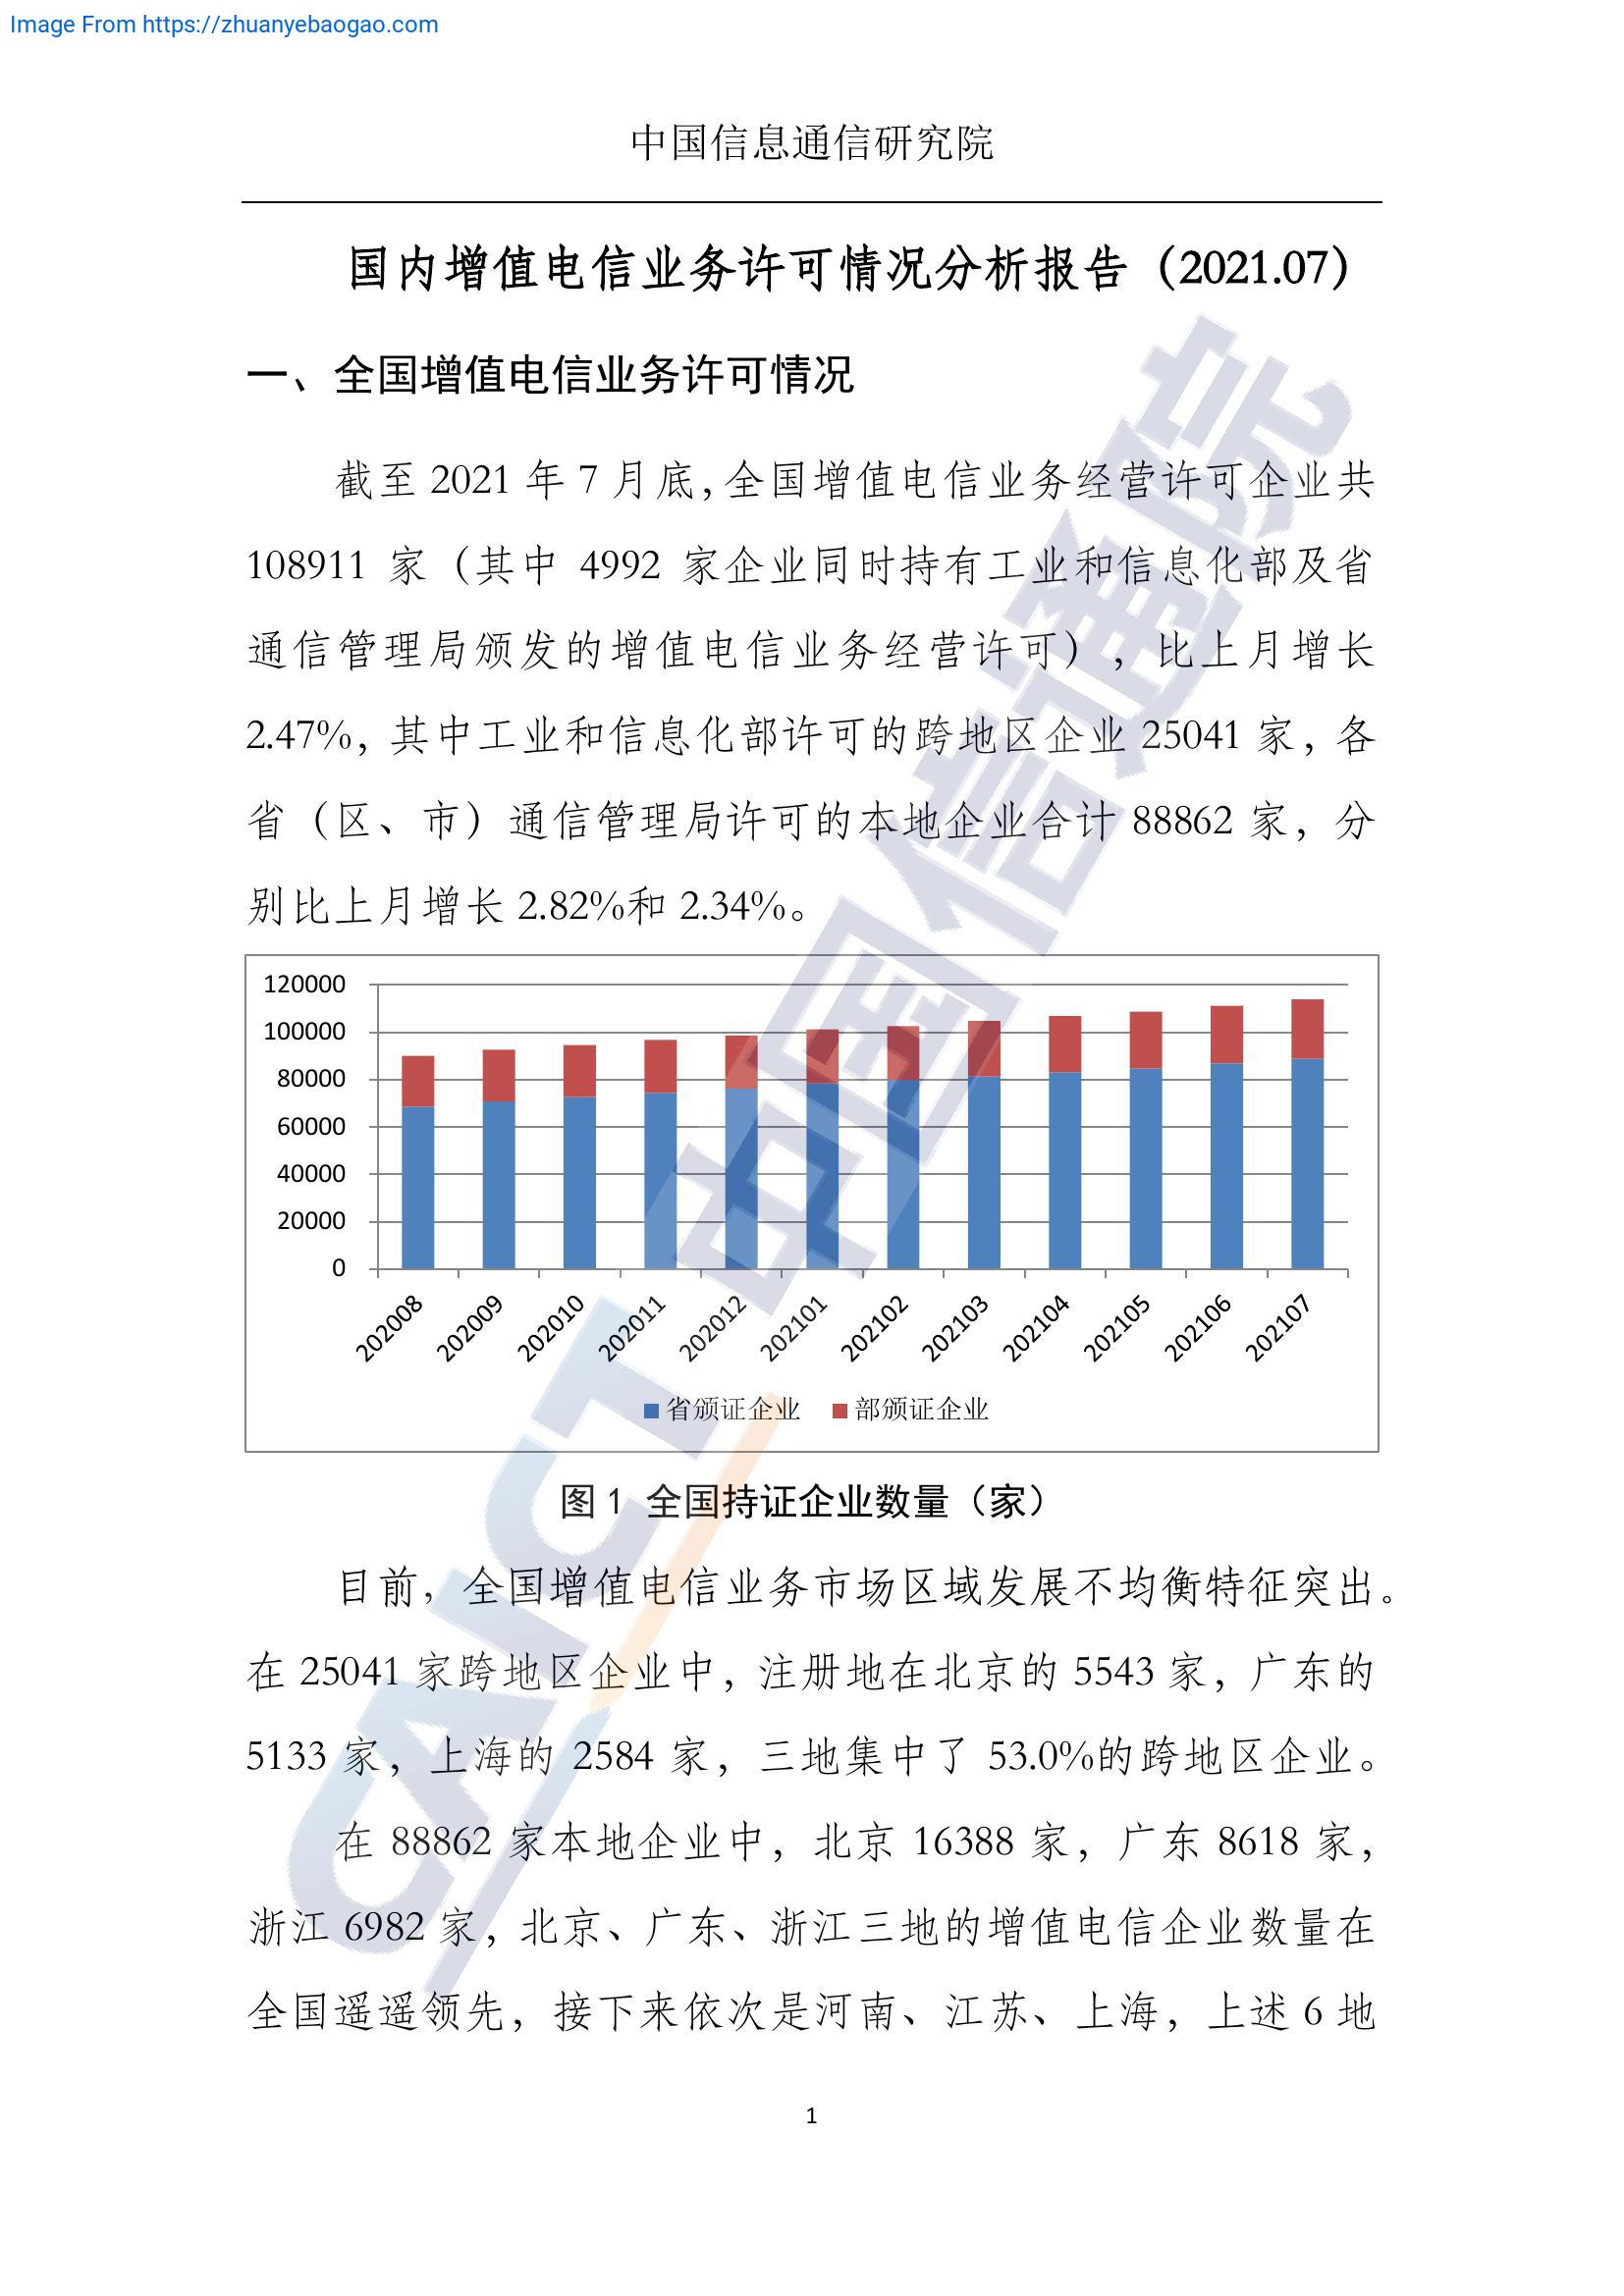 Image From https://zhuanyebaogao.com
中国信息通信研究院
国内增值电信业务许可情况分析报告（2021.07）
一、全国增值电信业务许可情况
截至 2021 年 7 月底，全国增值电信业务经营许可企业共
108911 家（其中 4992 家企业同时持有工业和信息化部及省
通信管理局颁发的增值电信业务经营许可），比上月增长
2.47%，其中工业和信息化部许可的跨地区企业 25041 家，各
省（区、市）通信管理局许可的本地企业合计 88862 家，分
别比上月增长 2.82%和 2.34%。
120000
100000
80000
60000
40000
20000
0
202008 202009 202010 202011 202012 202101 202102 202103 202104 202105 202106 202107
省颁证企业 部颁证企业
图 1 全国持证企业数量（家）
目前，全国增值电信业务市场区域发展不均衡特征突出。
在 25041 家跨地区企业中，注册地在北京的 5543 家，广东的
5133 家，上海的 2584 家，三地集中了 53.0%的跨地区企业。
在 88862 家本地企业中，北京 16388 家，广东 8618 家，
浙江 6982 家，北京、广东、浙江三地的增值电信企业数量在
全国遥遥领先，接下来依次是河南、江苏、上海，上述 6 地
1
CAICT 中国信通院